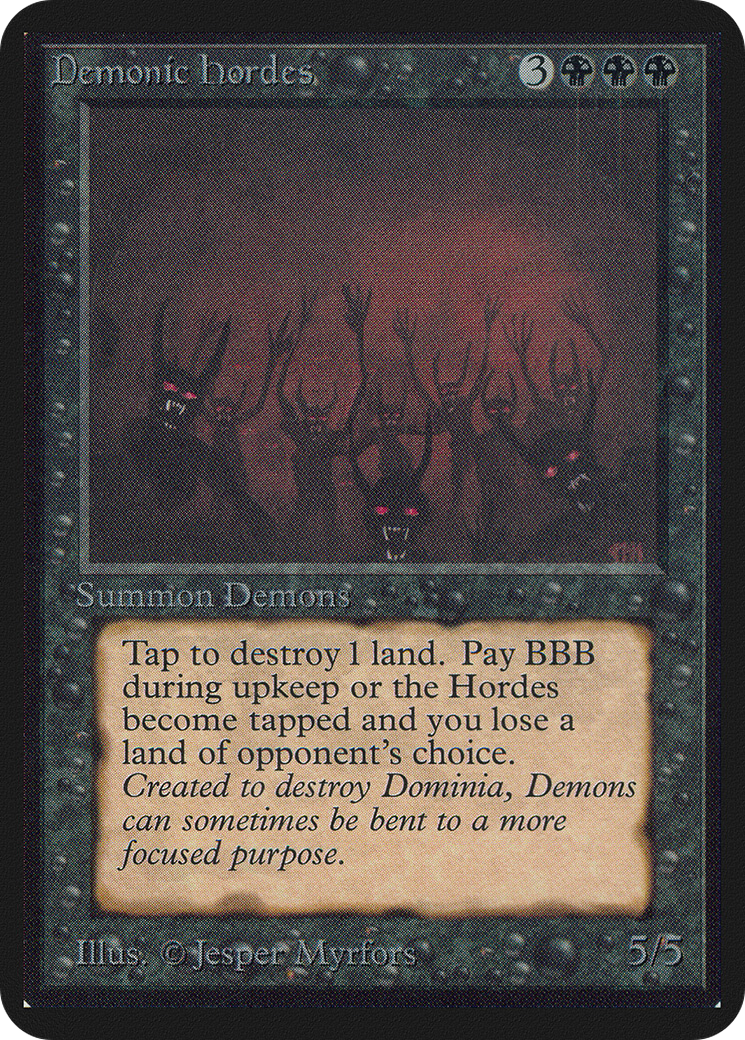 Demonic Hordes
3
Summon Demons
Tap to destroy 1 land. Pay BBB
during upkeep or the Hordes
become tapped and you lose a
land of opponent's choice.
Created to destroy Dominia, Demons
can sometimes be bent to a more
focused purpose.
Illus. © Jesper Myrfors
5/5